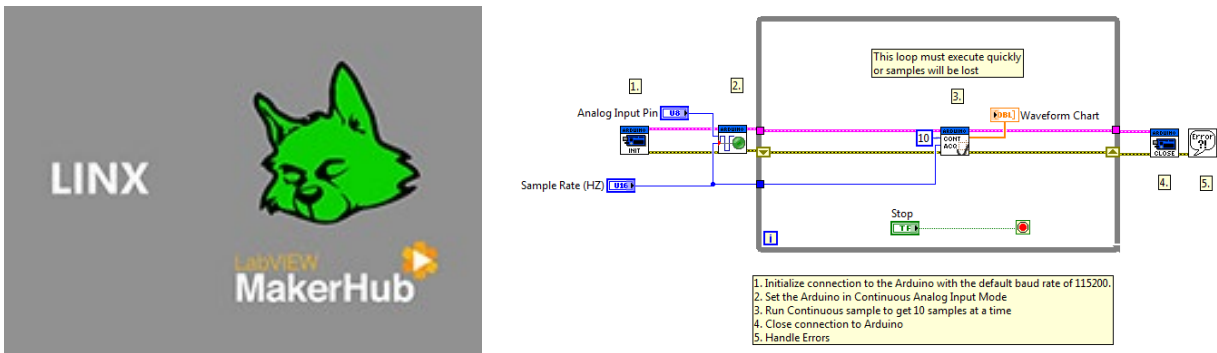 LINX
LabVIEW
MakerHub
This loop must execute quickly
or samples will be lost
1.
2.
3.
Analog Input Pin
U8
DBL
Waveform Chart
ARDUINO
INIT
ARDUINO
10
ARDUINO
CONT
ACQ
ARDUINO
CLOSE
Error
?!
Sample Rate (HZ)
U16
4.
5.
Stop
TF
i
1. Initialize connection to the Arduino with the default baud rate of 115200.
2. Set the Arduino in Continuous Analog Input Mode
3. Run Continuous sample to get 10 samples at a time
4. Close connection to Arduino
5. Handle Errors